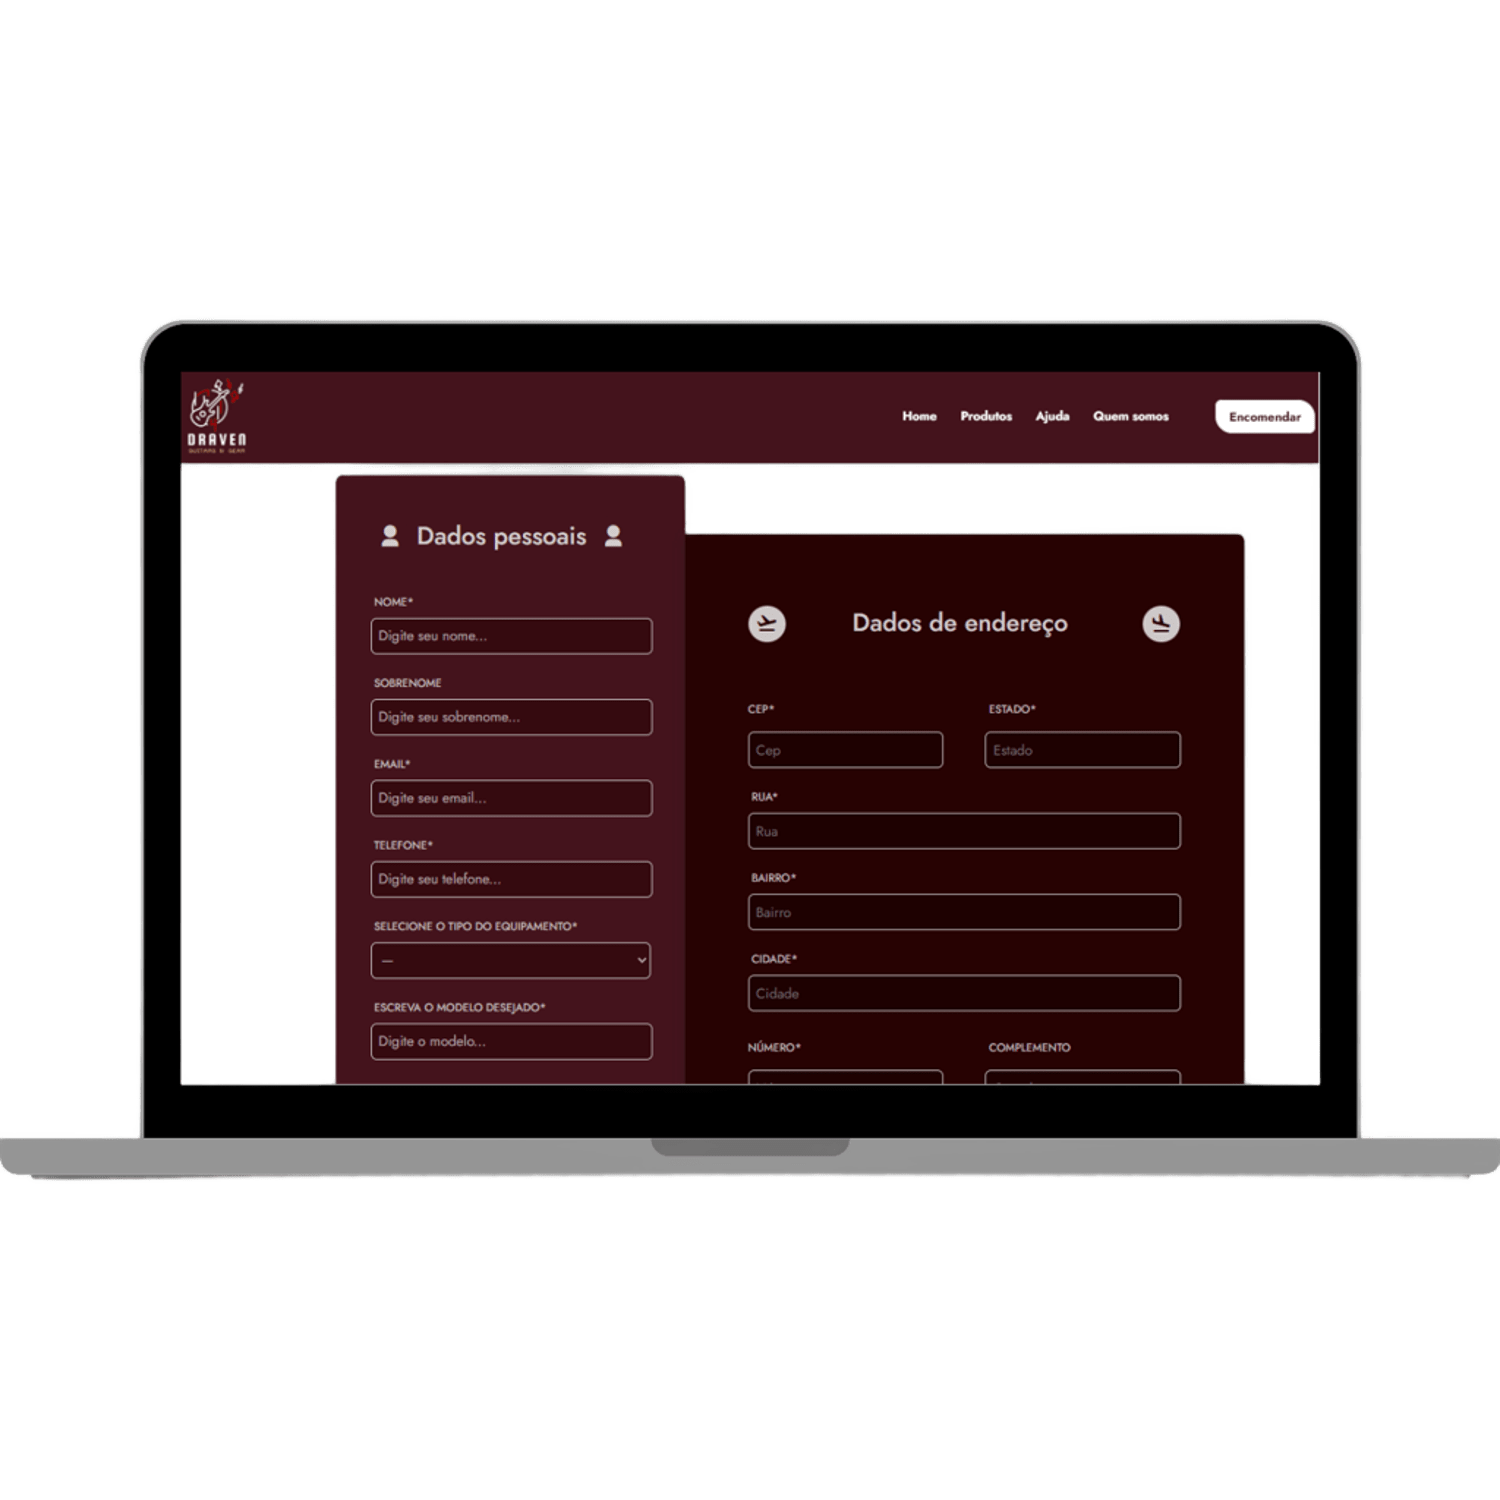 DRAVEN
GUITARS & GEAR
Home
Produtos
Ajuda
Quem somos
Encomendar
Dados pessoais
NOME*
Digite seu nome...
SOBRENOME
Digite seu sobrenome...
EMAIL*
Digite seu email...
TELEFONE*
Digite seu telefone...
SELECIONE O TIPO DO EQUIPAMENTO*
—
ESCREVA O MODELO DESEJADO*
Digite o modelo...
Dados de endereço
CEP*
ESTADO*
Cep
Estado
RUA*
Rua
BAIRRO*
Bairro
CIDADE*
Cidade
NÚMERO*
COMPLEMENTO